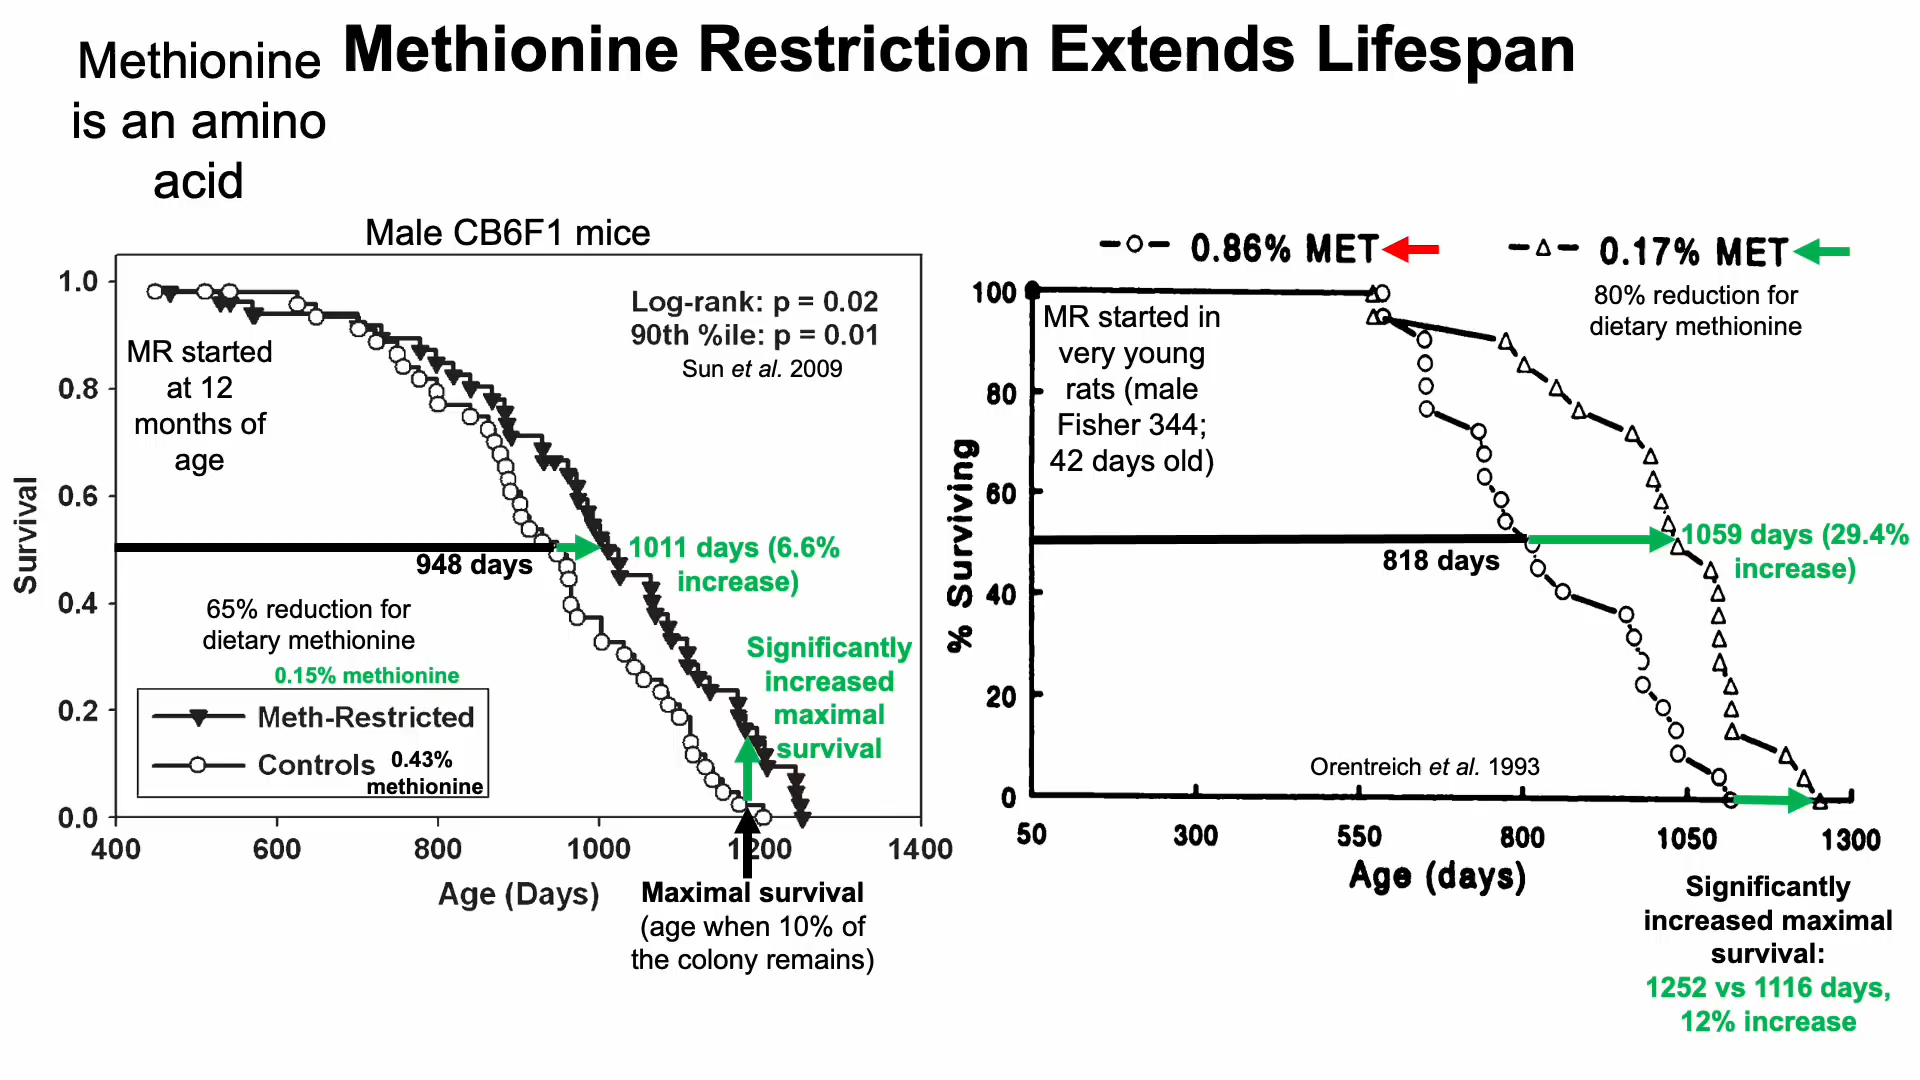 Methionine
is an amino
acid
Methionine Restriction Extends Lifespan
Male CB6F1 mice
Log-rank: p = 0.02
90th %ile: p = 0.01
Sun et al. 2009
MR started
at 12
months of
age
Survival
1.0
0.8
0.6
0.4
0.2
0.0
948 days
1011 days (6.6%
increase)
65% reduction for
dietary methionine
0.15% methionine
Meth-Restricted
Controls 0.43%
methionine
Significantly
increased
maximal
survival
400 600 800 1000 1200 1400
Age (Days)
Maximal survival
(age when 10% of
the colony remains)
0.86% MET
0.17% MET
80% reduction for
dietary methionine
MR started in
very young
rats (male
Fisher 344;
42 days old)
% Surviving
100
80
60
40
20
0
818 days
1059 days (29.4%
increase)
Orentreich et al. 1993
50 300 550 800 1050 1300
Age (days)
Significantly
increased maximal
survival:
1252 vs 1116 days,
12% increase